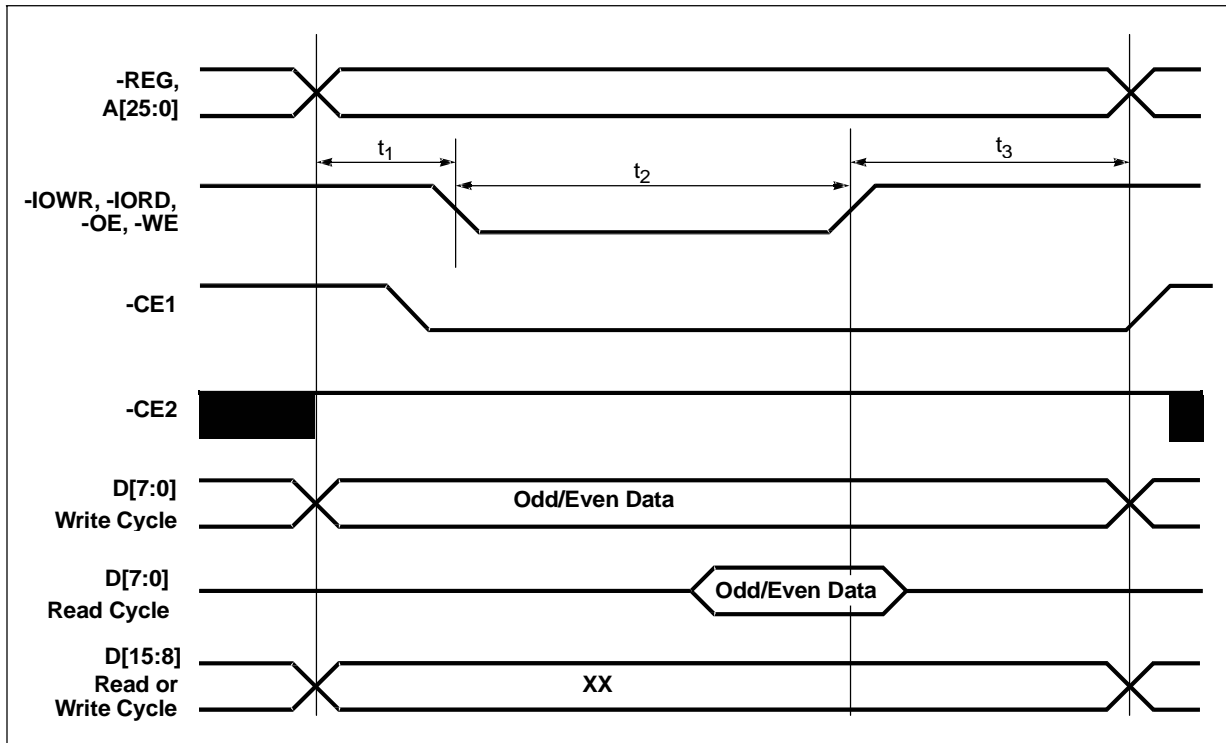 -REG,
A[25:0]
t1
t2
t3
-IOWR, -IORD,
-OE, -WE
-CE1
-CE2
D[7:0]
Write Cycle
Odd/Even Data
D[7:0]
Read Cycle
Odd/Even Data
D[15:8]
Read or
Write Cycle
XX